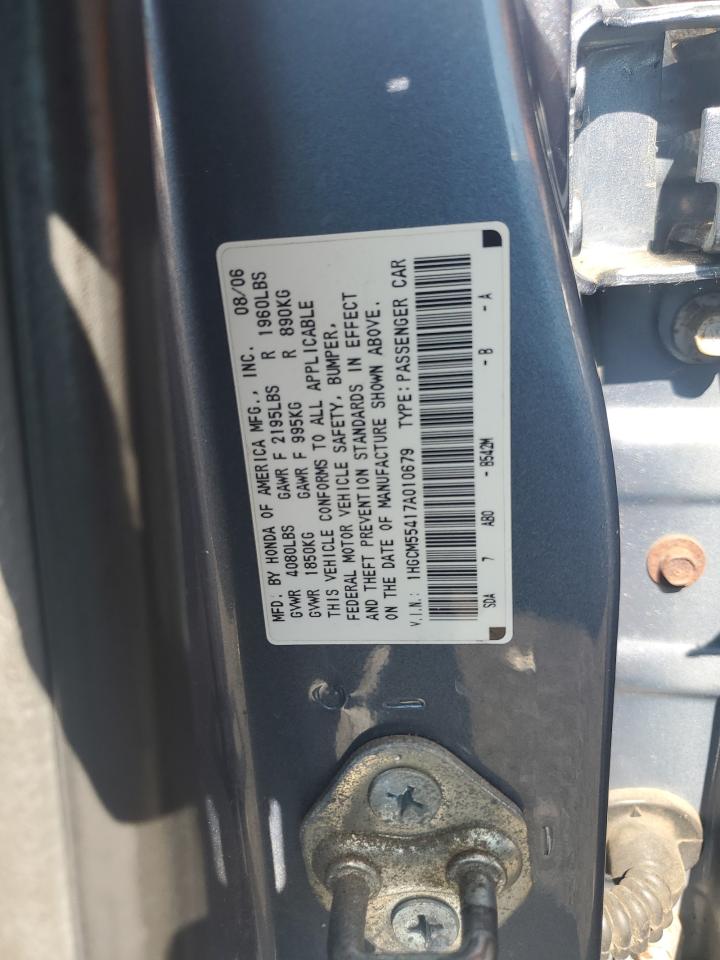 MFD. BY HONDA OF AMERICA MFG., INC. 08/06
GVWR 4080LBS GAWR F 2195LBS R 1960LBS
GVWR 1850KG GAWR F 995KG R 890KG
THIS VEHICLE CONFORMS TO ALL APPLICABLE
FEDERAL MOTOR VEHICLE SAFETY, BUMPER,
AND THEFT PREVENTION STANDARDS IN EFFECT
ON THE DATE OF MANUFACTURE SHOWN ABOVE.
V.I.N.: 1HGCM55417A010679 TYPE: PASSENGER CAR
SDA 7 AB0 - B542M - B - A